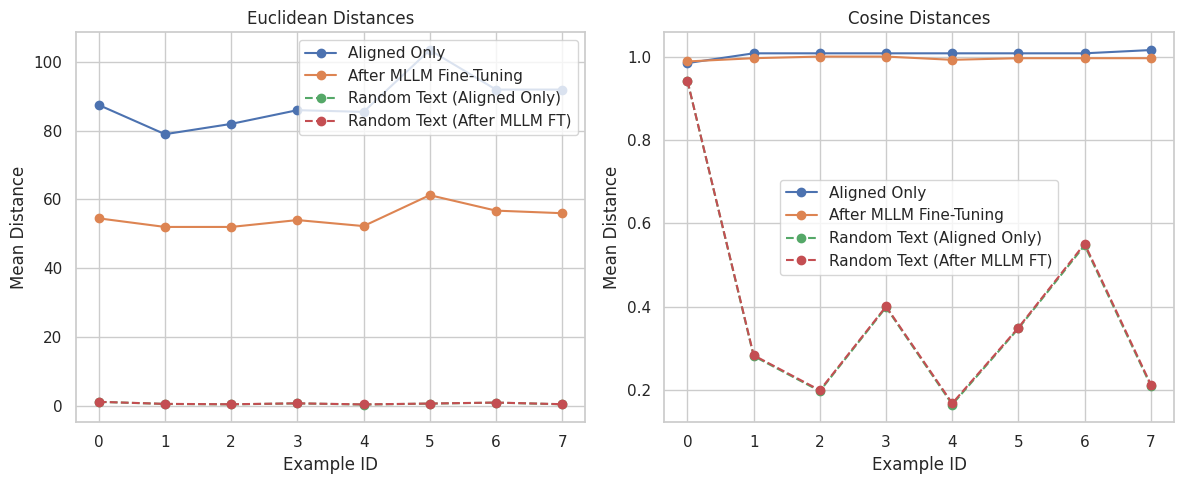 Euclidean Distances
Mean Distance
100
80
60
40
20
0
Aligned Only
After MLLM Fine-Tuning
Random Text (Aligned Only)
Random Text (After MLLM FT)
0 1 2 3 4 5 6 7
Example ID
Cosine Distances
Mean Distance
1.0
0.8
0.6
0.4
0.2
Aligned Only
After MLLM Fine-Tuning
Random Text (Aligned Only)
Random Text (After MLLM FT)
0 1 2 3 4 5 6 7
Example ID